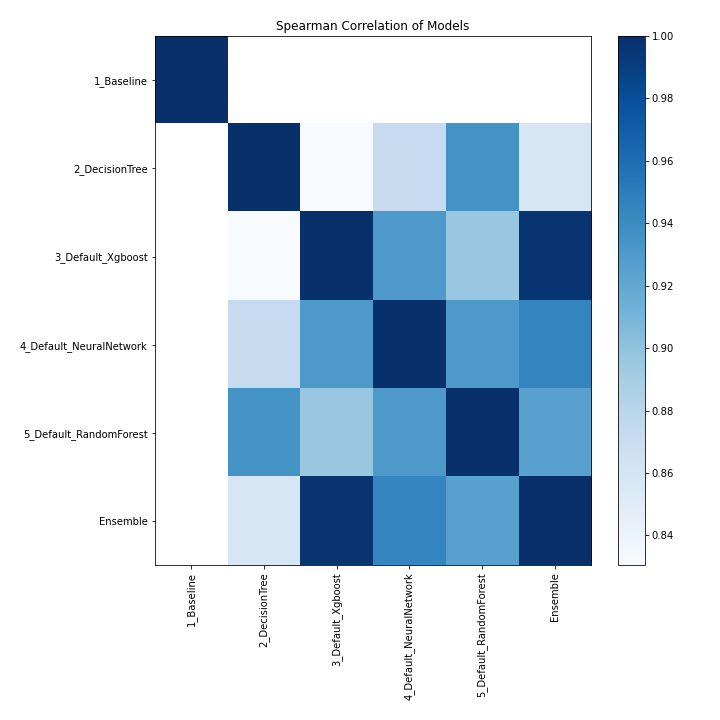 Spearman Correlation of Models
1_Baseline
2_DecisionTree
3_Default_Xgboost
4_Default_NeuralNetwork
5_Default_RandomForest
Ensemble
1_Baseline
2_DecisionTree
3_Default_Xgboost
4_Default_NeuralNetwork
5_Default_RandomForest
Ensemble
1.00
0.98
0.96
0.94
0.92
0.90
0.88
0.86
0.84